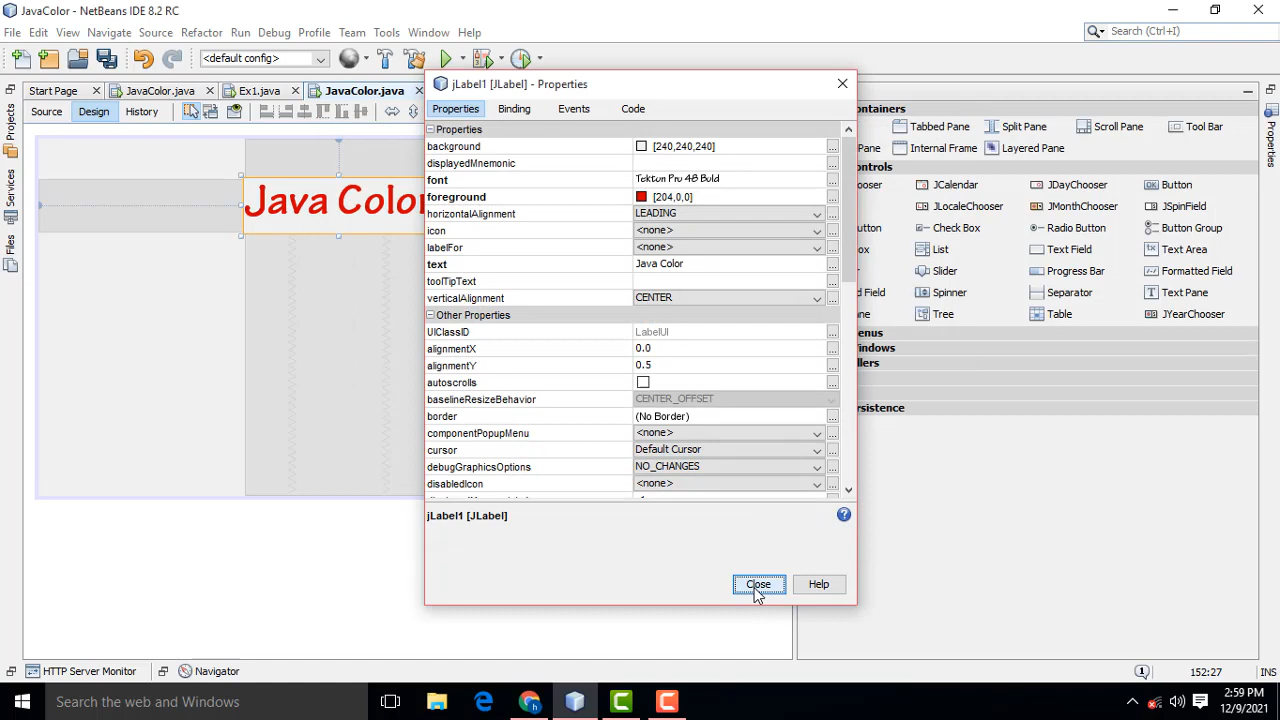 JavaColor - NetBeans IDE 8.2 RC
File Edit View Navigate Source Refactor Run Debug Profile Team Tools Window Help
Search (Ctrl+I)
<default config>
jLabel1 [JLabel] - Properties
Start Page JavaColor.java Ex1.java JavaColor.java
Source Design History
Properties Binding Events Code
Projects
Services
Files
Properties
Java Color
Properties
background [240,240,240] ...
displayedMnemonic ...
font Tekton Pro 48 Bold ...
foreground [204,0,0] ...
horizontalAlignment LEADING ...
icon <none> ...
labelFor <none> ...
text Java Color ...
toolTipText ...
verticalAlignment CENTER ...
Other Properties
UIClassID LabelUI ...
alignmentX 0.0 ...
alignmentY 0.5 ...
autoscrolls ...
baselineResizeBehavior CENTER_OFFSET ...
border (No Border) ...
componentPopupMenu <none> ...
cursor Default Cursor ...
debugGraphicsOptions NO_CHANGES ...
disabledIcon <none> ...
jLabel1 [JLabel]
Close Help
ontainers
Tabbed Pane Split Pane Scroll Pane Tool Bar
Pane Internal Frame Layered Pane
ontrols
ooser JCalendar JDayChooser Button
JLocaleChooser JMonthChooser JSpinField
utton Check Box Radio Button Button Group
ox List Text Field Text Area
Slider Progress Bar Formatted Field
d Field Spinner Separator Text Pane
ne Tree Table JYearChooser
enus
indows
llers
ersistence
HTTP Server Monitor Navigator
1 152:27 INS
Search the web and Windows
2:59 PM
12/9/2021